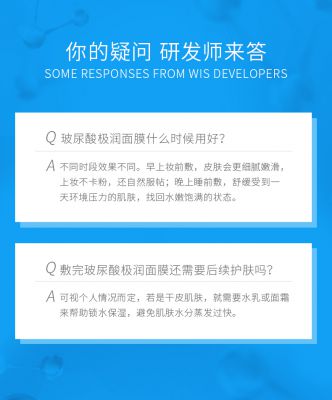 你的疑问 研发师来答
SOME RESPONSES FROM WIS DEVELOPERS
Q 玻尿酸极润面膜什么时候用好？
A 不同时段效果不同。早上妆前敷，皮肤会更细腻嫩滑，
上妆不卡粉，还自然服帖；晚上睡前敷，舒缓受到一
天环境压力的肌肤，找回水嫩饱满的状态。
Q 敷完玻尿酸极润面膜还需要后续护肤吗？
A 可视个人情况而定，若是干皮肌肤，就需要水乳或面霜
来帮助锁水保湿，避免肌肤水分蒸发过快。